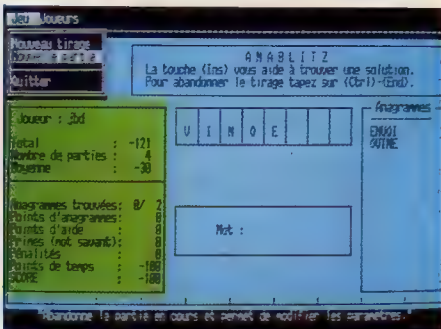 Jeu Joueurs
Nouveau tirage
Nouvelle partie
Quitter
ANABLITZ
La touche (Ins) vous aide à trouver une solution.
Pour abandonner le tirage tapez sur (Ctrl)-(End).
Joueur : jbd
Total : -121
Nombre de parties : 4
Moyenne : -30
Anagrammes trouvées: 0/ 2
Points d'anagrammes: 0
Points d'aide : 0
Primes (mot savant): 0
Pénalités : 0
Points de temps : -100
SCORE : -100
U I N O E
Mot :
Anagrammes
ENVOI
OUINE
Abandonne la partie en cours et permet de modifier les paramètres.